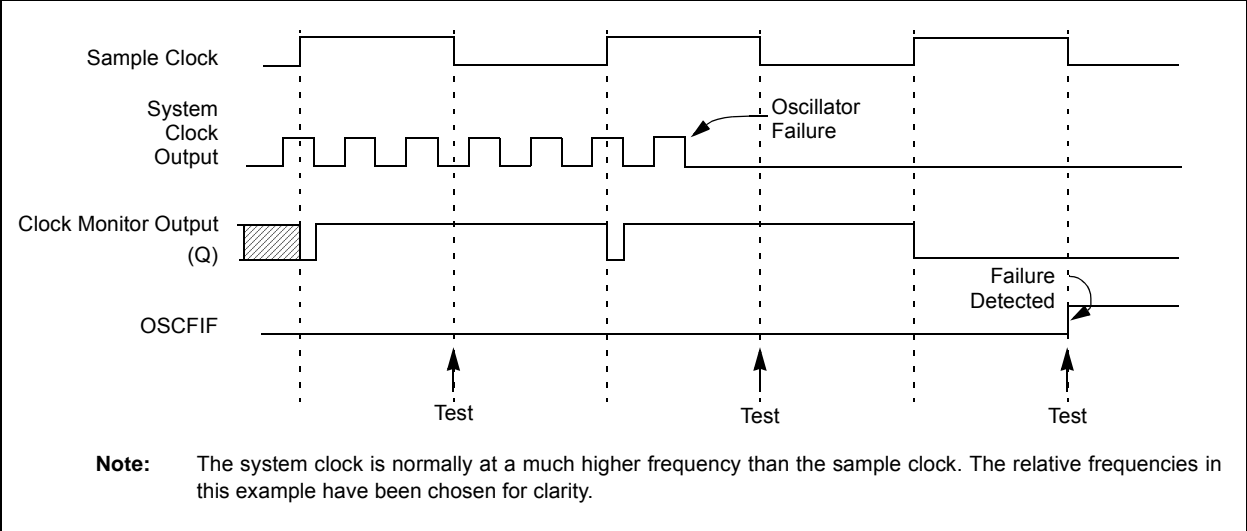 Sample Clock
System
Clock
Output
Oscillator
Failure
Clock Monitor Output
(Q)
Failure
Detected
OSCFIF
Test
Test
Test
Note: The system clock is normally at a much higher frequency than the sample clock. The relative frequencies in
this example have been chosen for clarity.